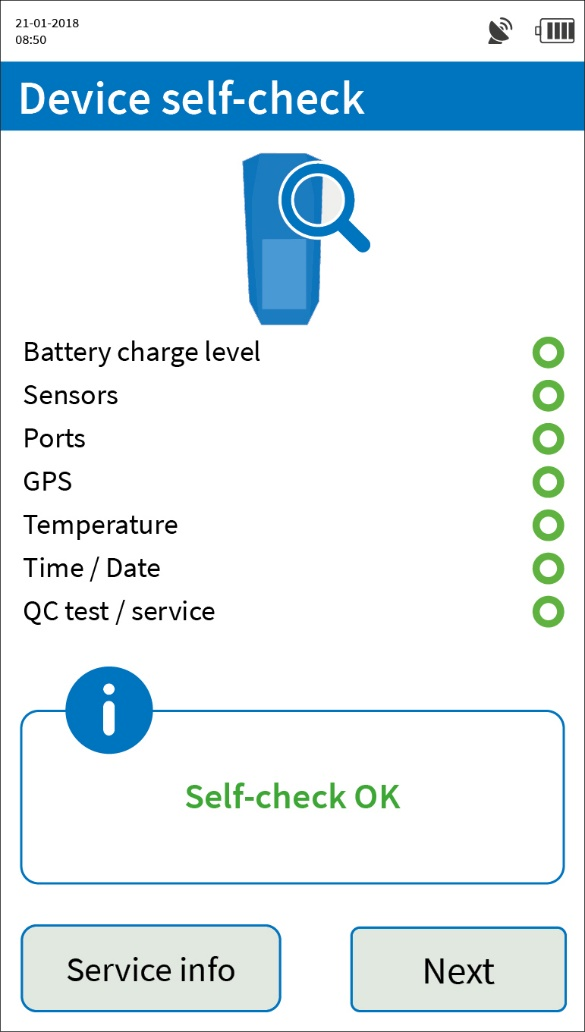 21-01-2018
08:50
Device self-check
Battery charge level
Sensors
Ports
GPS
Temperature
Time / Date
QC test / service
i
Self-check OK
Service info
Next